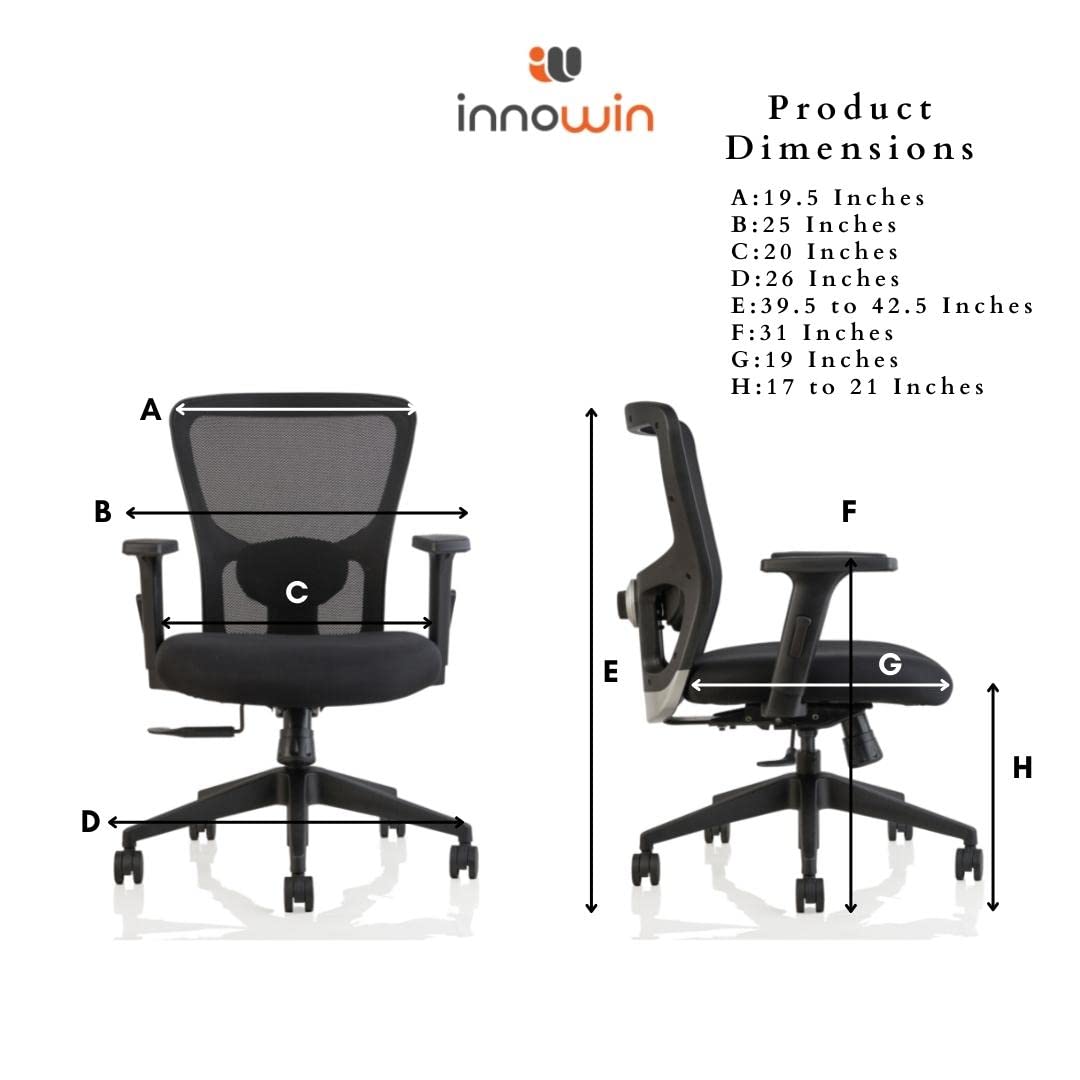 innowin
Product
Dimensions
A:19.5 Inches
B:25 Inches
C:20 Inches
D:26 Inches
E:39.5 to 42.5 Inches
F:31 Inches
G:19 Inches
H:17 to 21 Inches
A
B
C
D
E
F
G
H